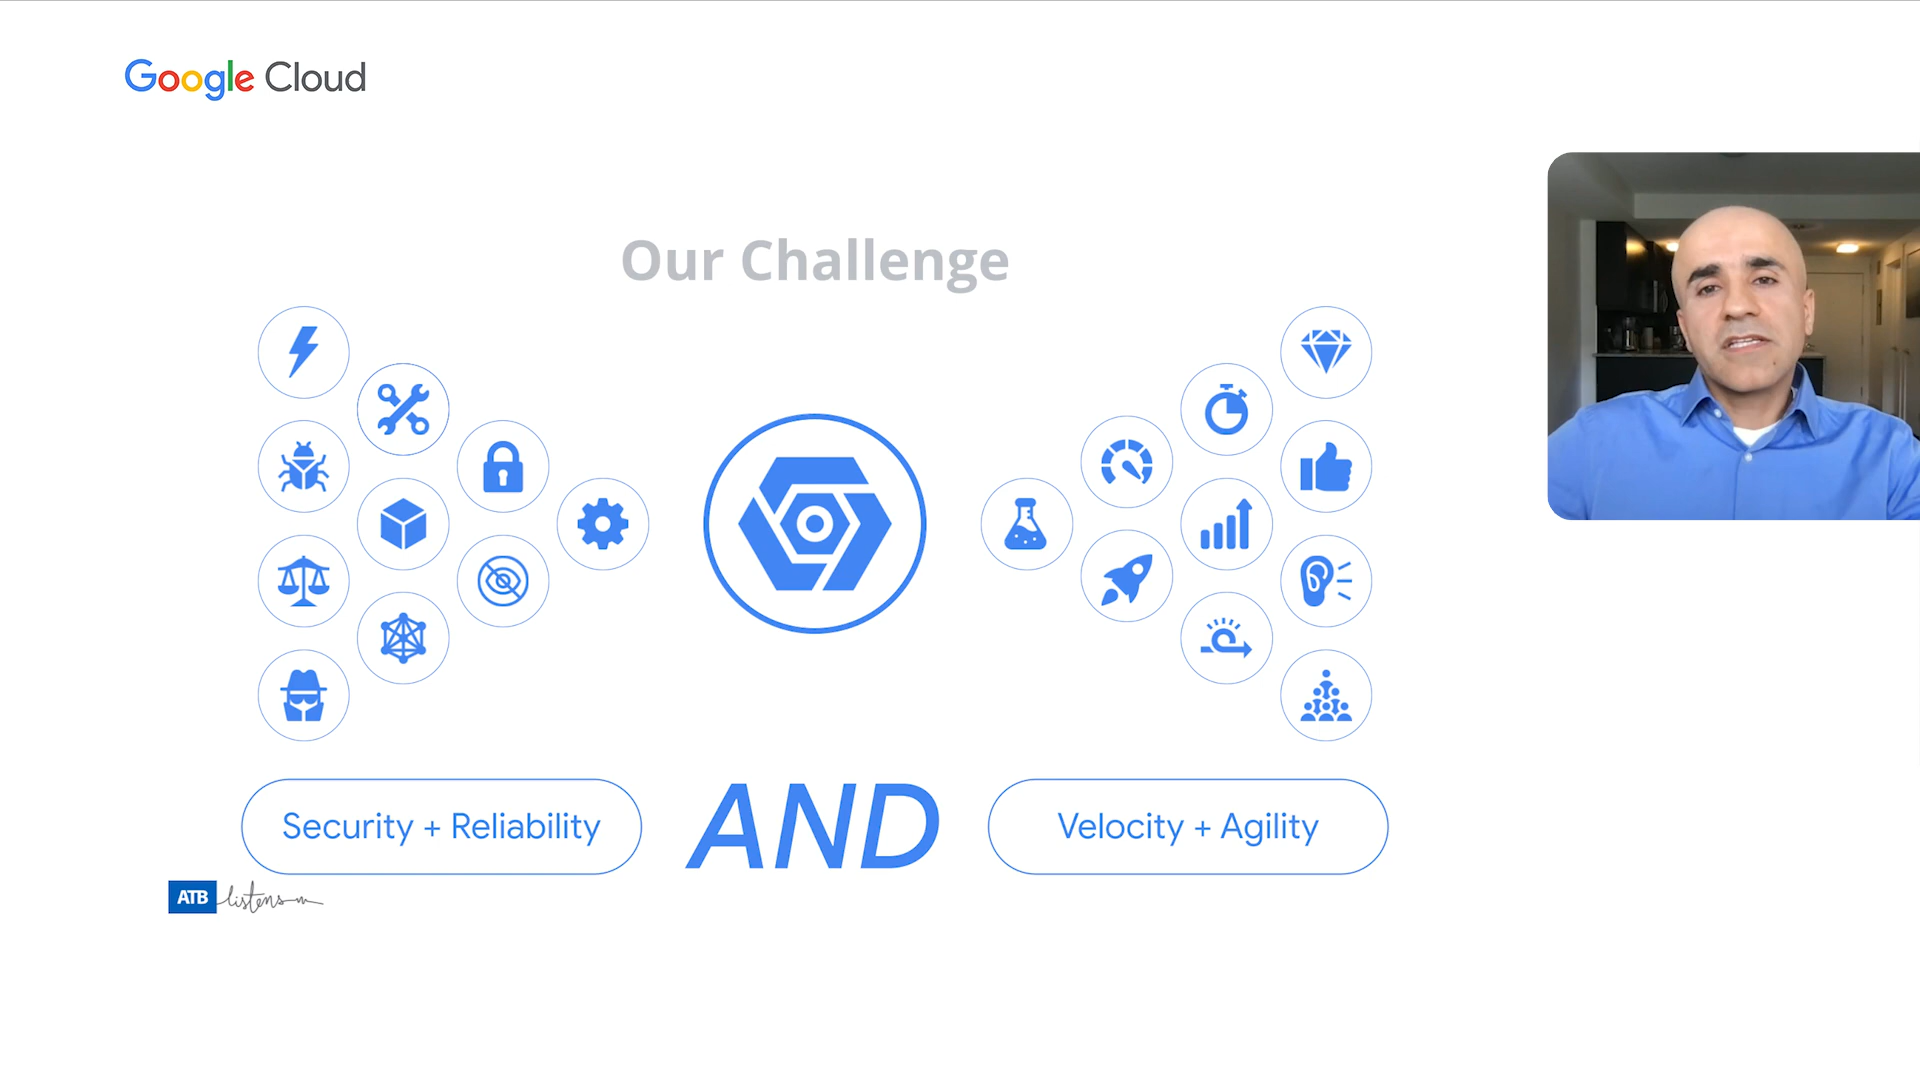 Google Cloud
Our Challenge
Security + Reliability
AND
Velocity + Agility
ATB listens